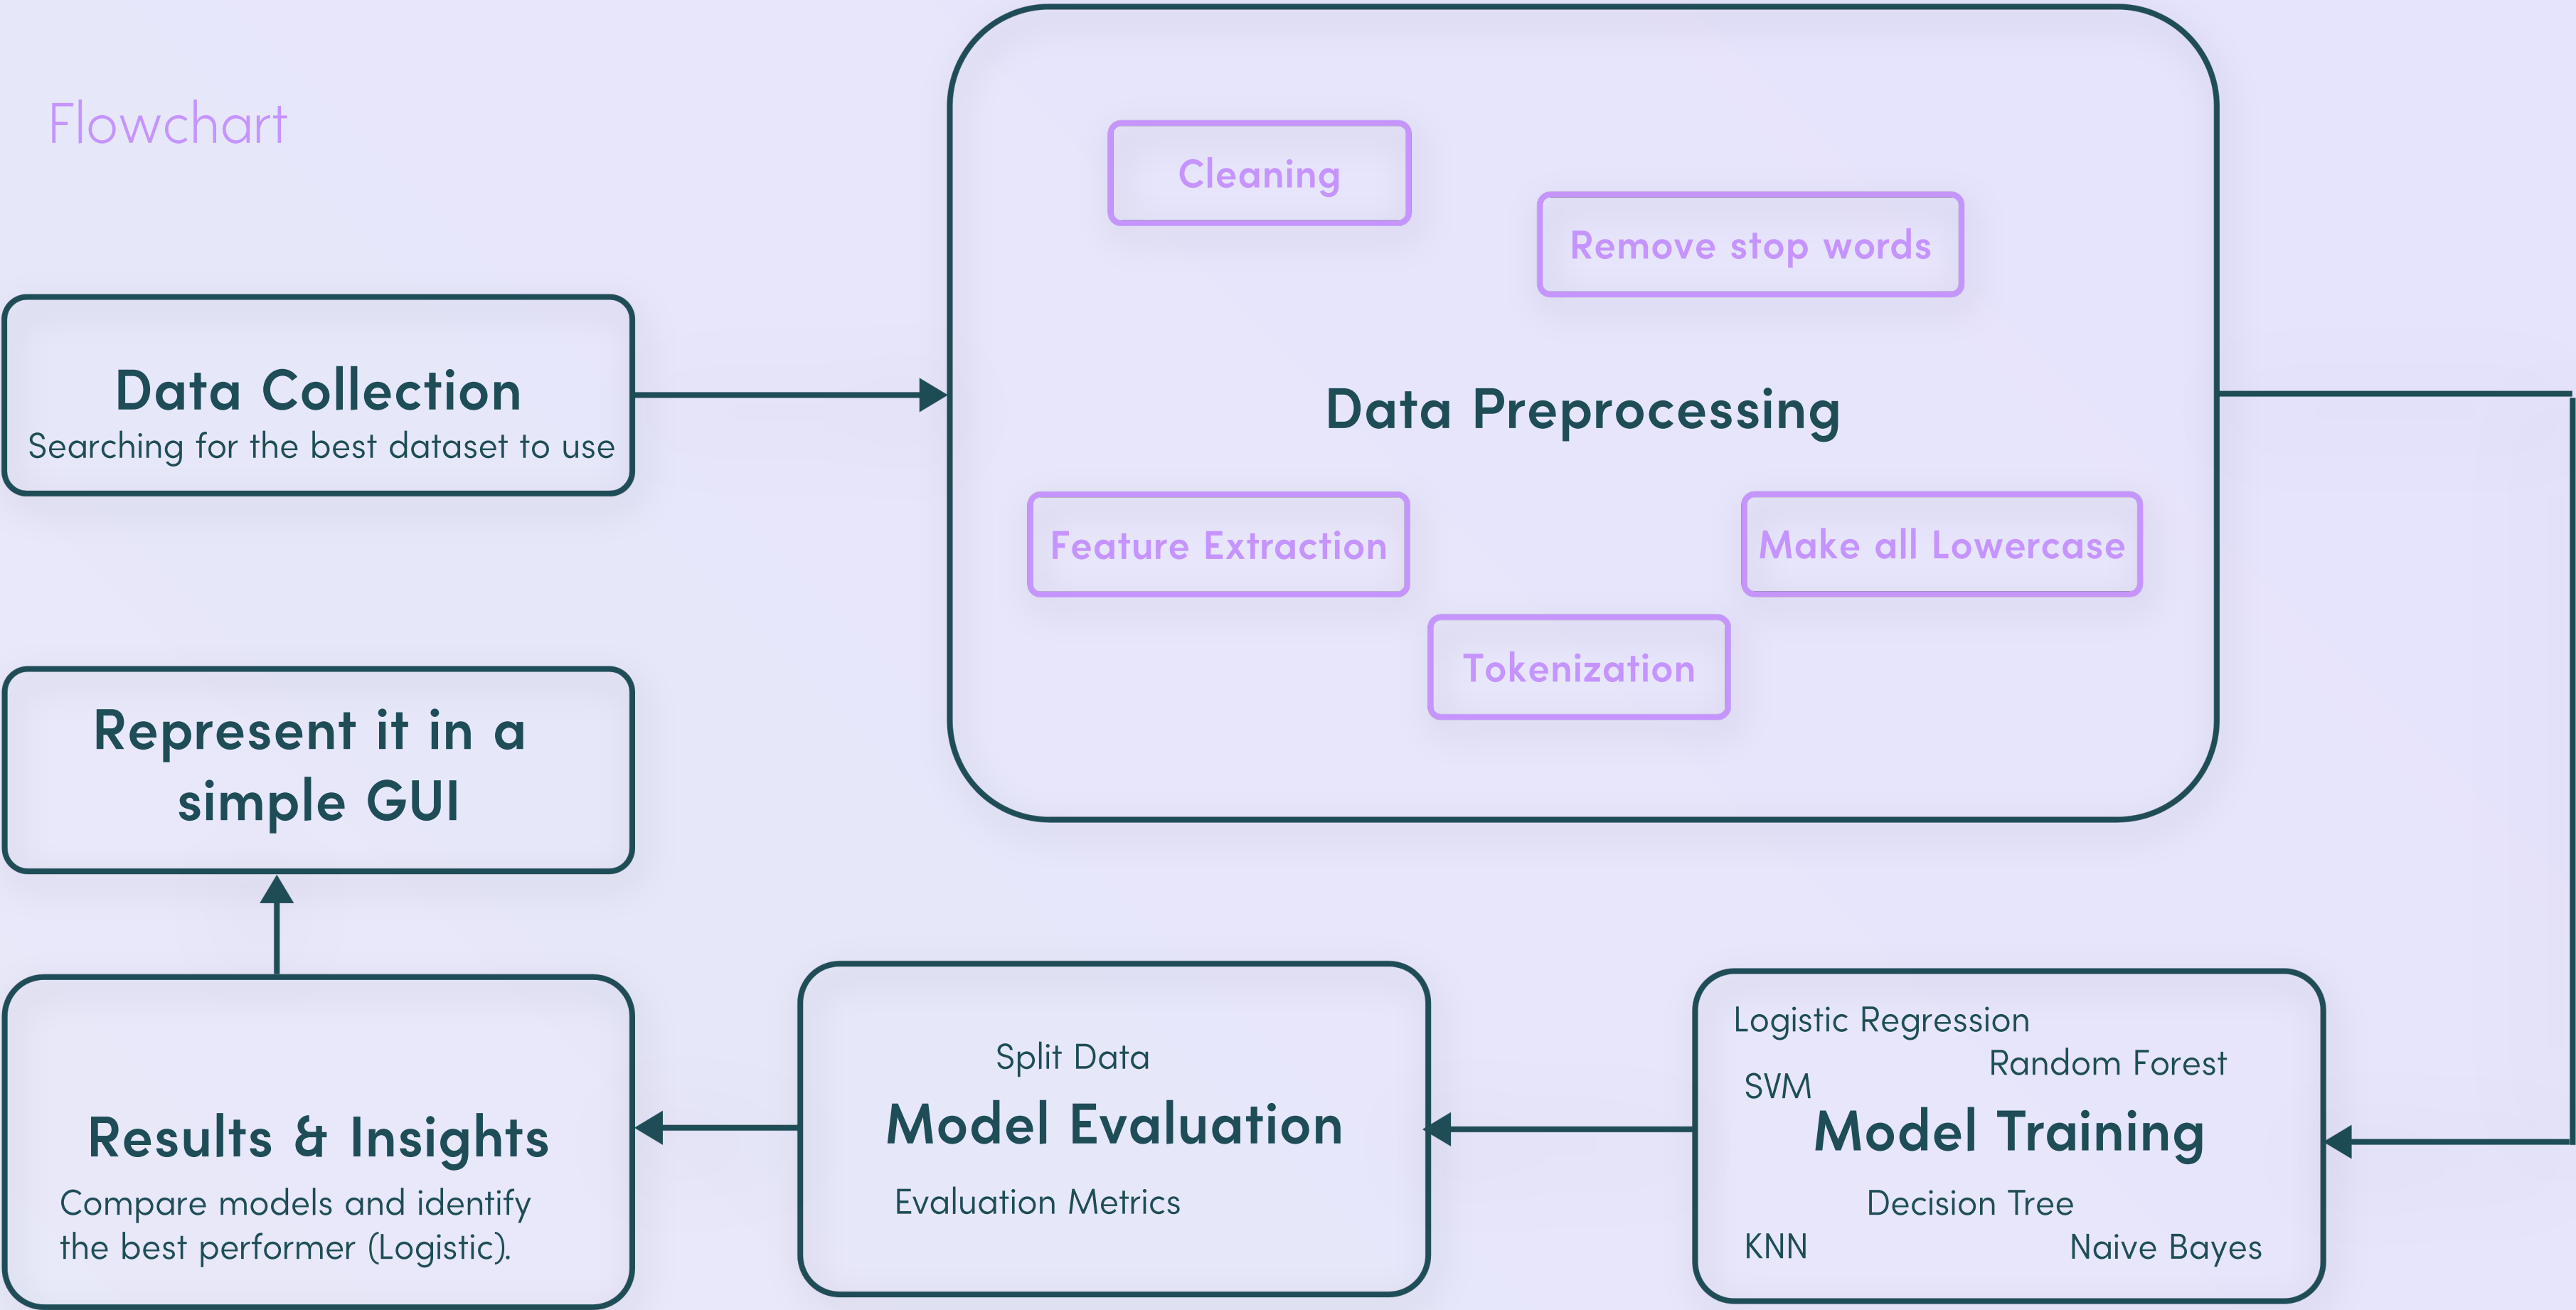 Flowchart
Data Collection
Searching for the best dataset to use
Cleaning
Remove stop words
Data Preprocessing
Feature Extraction
Make all Lowercase
Tokenization
Logistic Regression
Random Forest
SVM
Model Training
Decision Tree
KNN
Naive Bayes
Split Data
Model Evaluation
Evaluation Metrics
Results & Insights
Compare models and identify
the best performer (Logistic).
Represent it in a
simple GUI